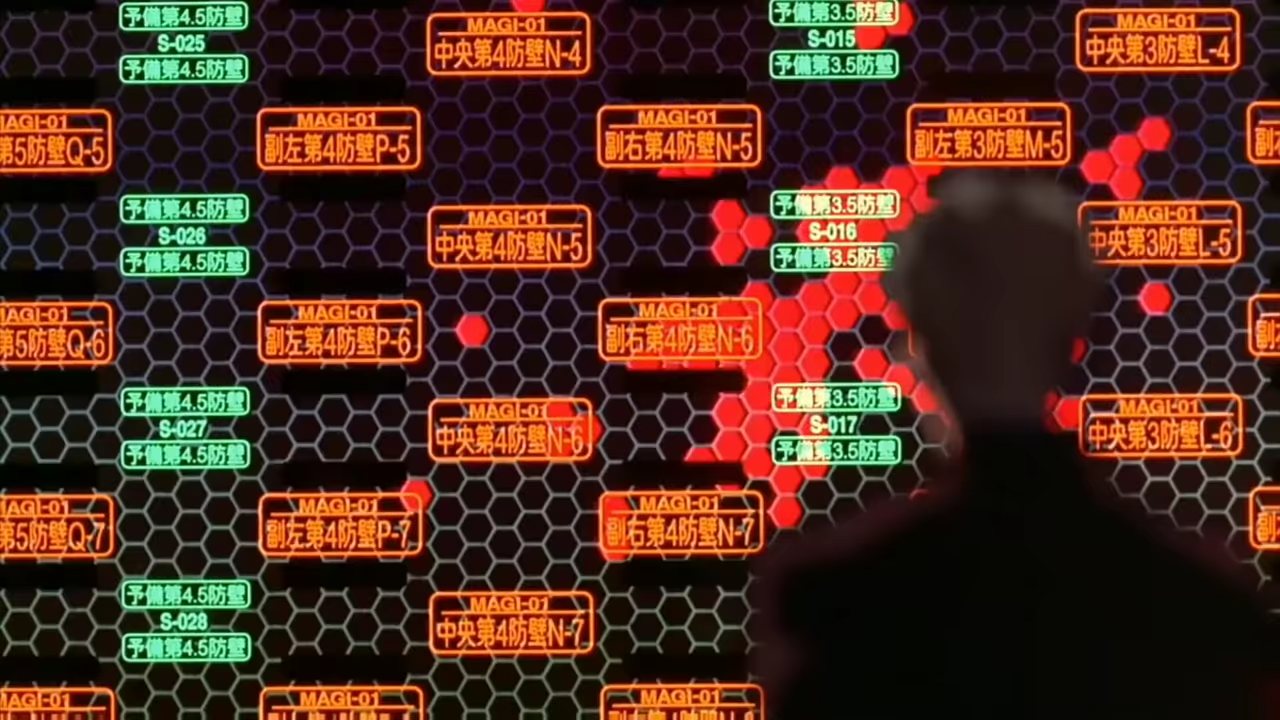 予備第4.5防壁
S-025
予備第4.5防壁
MAGI-01
中央第4防壁N-4
予備第3.5防壁
S-015
予備第3.5防壁
MAGI-01
中央第3防壁L-4
MAGI-01
第5防壁Q-5
MAGI-01
副左第4防壁P-5
MAGI-01
副右第4防壁N-5
MAGI-01
副左第3防壁M-5
予備第4.5防壁
S-026
予備第4.5防壁
MAGI-01
中央第4防壁N-5
予備第3.5防壁
S-016
予備第3.5防壁
MAGI-01
中央第3防壁L-5
MAGI-01
第5防壁Q-6
MAGI-01
副左第4防壁P-6
MAGI-01
副右第4防壁N-6
予備第4.5防壁
S-027
予備第4.5防壁
MAGI-01
中央第4防壁N-6
予備第3.5防壁
S-017
予備第3.5防壁
MAGI-01
中央第3防壁L-6
MAGI-01
第5防壁Q-7
MAGI-01
副左第4防壁P-7
MAGI-01
副右第4防壁N-7
予備第4.5防壁
S-028
予備第4.5防壁
MAGI-01
中央第4防壁N-7
MAGI-01
MAGI-01
MAGI-01